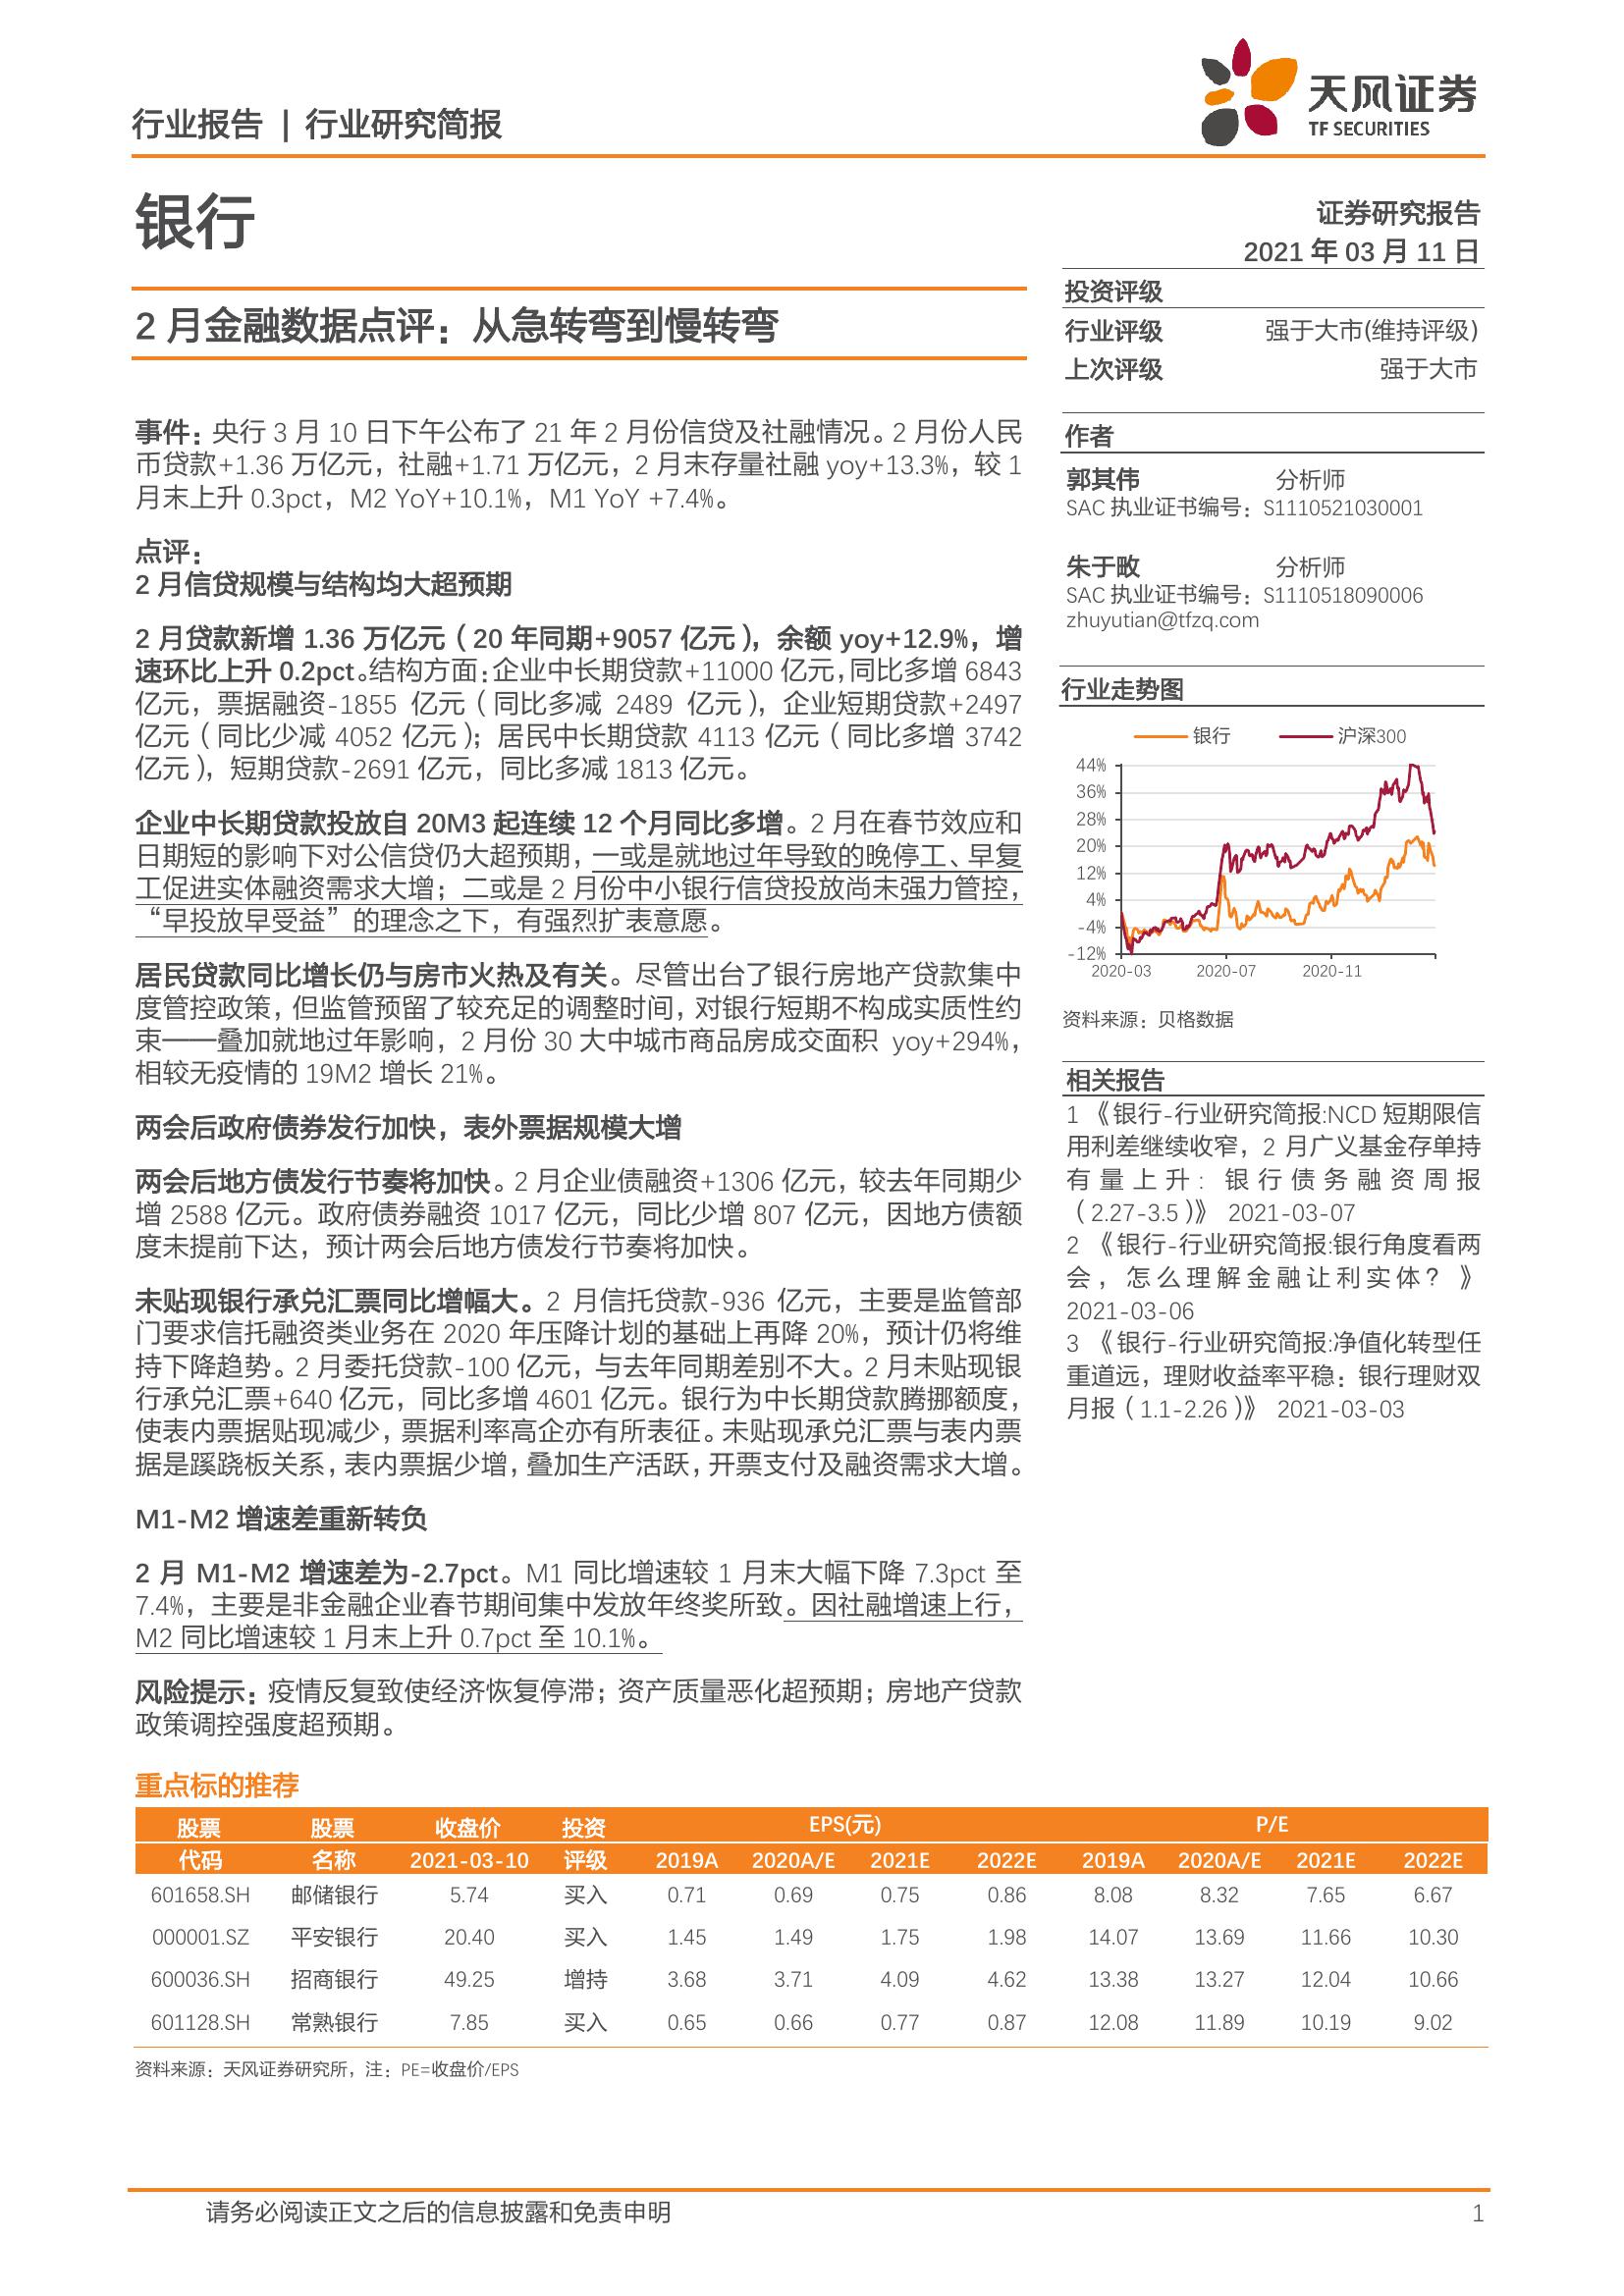 行业报告 | 行业研究简报
天风证券
TF SECURITIES
银行
证券研究报告
2021 年 03 月 11 日
2 月金融数据点评：从急转弯到慢转弯
事件：央行 3 月 10 日下午公布了 21 年 2 月份信贷及社融情况。2 月份人民
币贷款+1.36 万亿元，社融+1.71 万亿元，2 月末存量社融 yoy+13.3%，较 1
月末上升 0.3pct，M2 YoY+10.1%，M1 YoY +7.4%。
点评：
2 月信贷规模与结构均大超预期
2 月贷款新增 1.36 万亿元（20 年同期+9057 亿元），余额 yoy+12.9%，增
速环比上升 0.2pct。结构方面：企业中长期贷款+11000 亿元，同比多增 6843
亿元，票据融资-1855 亿元（同比多减 2489 亿元），企业短期贷款+2497
亿元（同比少减 4052 亿元）；居民中长期贷款 4113 亿元（同比多增 3742
亿元），短期贷款-2691 亿元，同比多减 1813 亿元。
企业中长期贷款投放自 20M3 起连续 12 个月同比多增。2 月在春节效应和
日期短的影响下对公信贷仍大超预期，一或是就地过年导致的晚停工、早复
工促进实体融资需求大增；二或是 2 月份中小银行信贷投放尚未强力管控，
“早投放早受益”的理念之下，有强烈扩表意愿。
居民贷款同比增长仍与房市火热及有关。尽管出台了银行房地产贷款集中
度管控政策，但监管预留了较充足的调整时间，对银行短期不构成实质性约
束——叠加就地过年影响，2 月份 30 大中城市商品房成交面积 yoy+294%，
相较无疫情的 19M2 增长 21%。
两会后政府债券发行加快，表外票据规模大增
两会后地方债发行节奏将加快。2 月企业债融资+1306 亿元，较去年同期少
增 2588 亿元。政府债券融资 1017 亿元，同比少增 807 亿元，因地方债额
度未提前下达，预计两会后地方债发行节奏将加快。
未贴现银行承兑汇票同比增幅大。2 月信托贷款-936 亿元，主要是监管部
门要求信托融资类业务在 2020 年压降计划的基础上再降 20%，预计仍将维
持下降趋势。2 月委托贷款-100 亿元，与去年同期差别不大。2 月未贴现银
行承兑汇票+640 亿元，同比多增 4601 亿元。银行为中长期贷款腾挪额度，
使表内票据贴现减少，票据利率高企亦有所表征。未贴现承兑汇票与表内票
据是蹊跷板关系，表内票据少增，叠加生产活跃，开票支付及融资需求大增。
M1-M2 增速差重新转负
2 月 M1-M2 增速差为-2.7pct。M1 同比增速较 1 月末大幅下降 7.3pct 至
7.4%，主要是非金融企业春节期间集中发放年终奖所致。因社融增速上行，
M2 同比增速较 1 月末上升 0.7pct 至 10.1%。
风险提示：疫情反复致使经济恢复停滞；资产质量恶化超预期；房地产贷款
政策调控强度超预期。
投资评级
行业评级 强于大市(维持评级)
上次评级 强于大市
作者
郭其伟 分析师
SAC 执业证书编号：S1110521030001
朱于畋 分析师
SAC 执业证书编号：S1110518090006
zhuyutian@tfzq.com
行业走势图
银行 沪深300
44%
36%
28%
20%
12%
4%
-4%
-12%
2020-03 2020-07 2020-11
资料来源：贝格数据
相关报告
1 《银行-行业研究简报:NCD 短期限信
用利差继续收窄，2 月广义基金存单持
有量上升：银行债务融资周报
（2.27-3.5）》 2021-03-07
2 《银行-行业研究简报:银行角度看两
会，怎么理解金融让利实体？》
2021-03-06
3 《银行-行业研究简报:净值化转型任
重道远，理财收益率平稳：银行理财双
月报（1.1-2.26）》 2021-03-03
重点标的推荐
股票 股票 收盘价 投资 EPS(元) P/E
代码 名称 2021-03-10 评级 2019A 2020A/E 2021E 2022E 2019A 2020A/E 2021E 2022E
601658.SH 邮储银行 5.74 买入 0.71 0.69 0.75 0.86 8.08 8.32 7.65 6.67
000001.SZ 平安银行 20.40 买入 1.45 1.49 1.75 1.98 14.07 13.69 11.66 10.30
600036.SH 招商银行 49.25 增持 3.68 3.71 4.09 4.62 13.38 13.27 12.04 10.66
601128.SH 常熟银行 7.85 买入 0.65 0.66 0.77 0.87 12.08 11.89 10.19 9.02
资料来源：天风证券研究所，注：PE=收盘价/EPS
请务必阅读正文之后的信息披露和免责申明 1